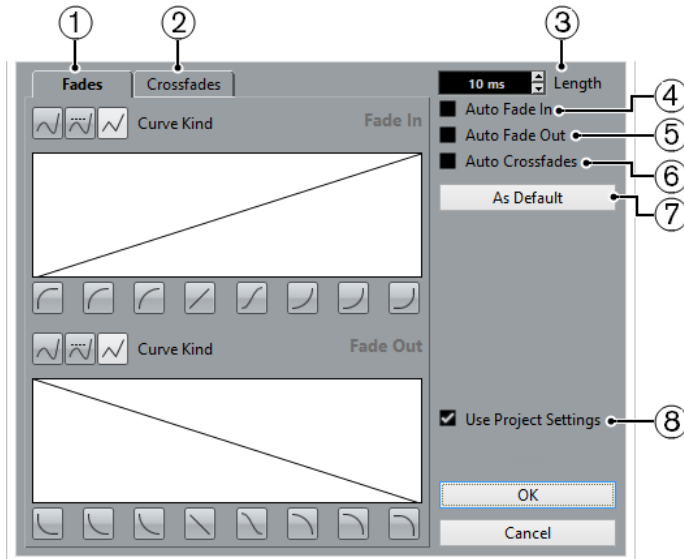 1 2 3
Fades Crossfades 10 ms Length
4
Auto Fade In
Curve Kind Fade In
Auto Fade Out 5
Auto Crossfades
6
As Default
7
Curve Kind Fade Out
Use Project Settings 8
OK
Cancel